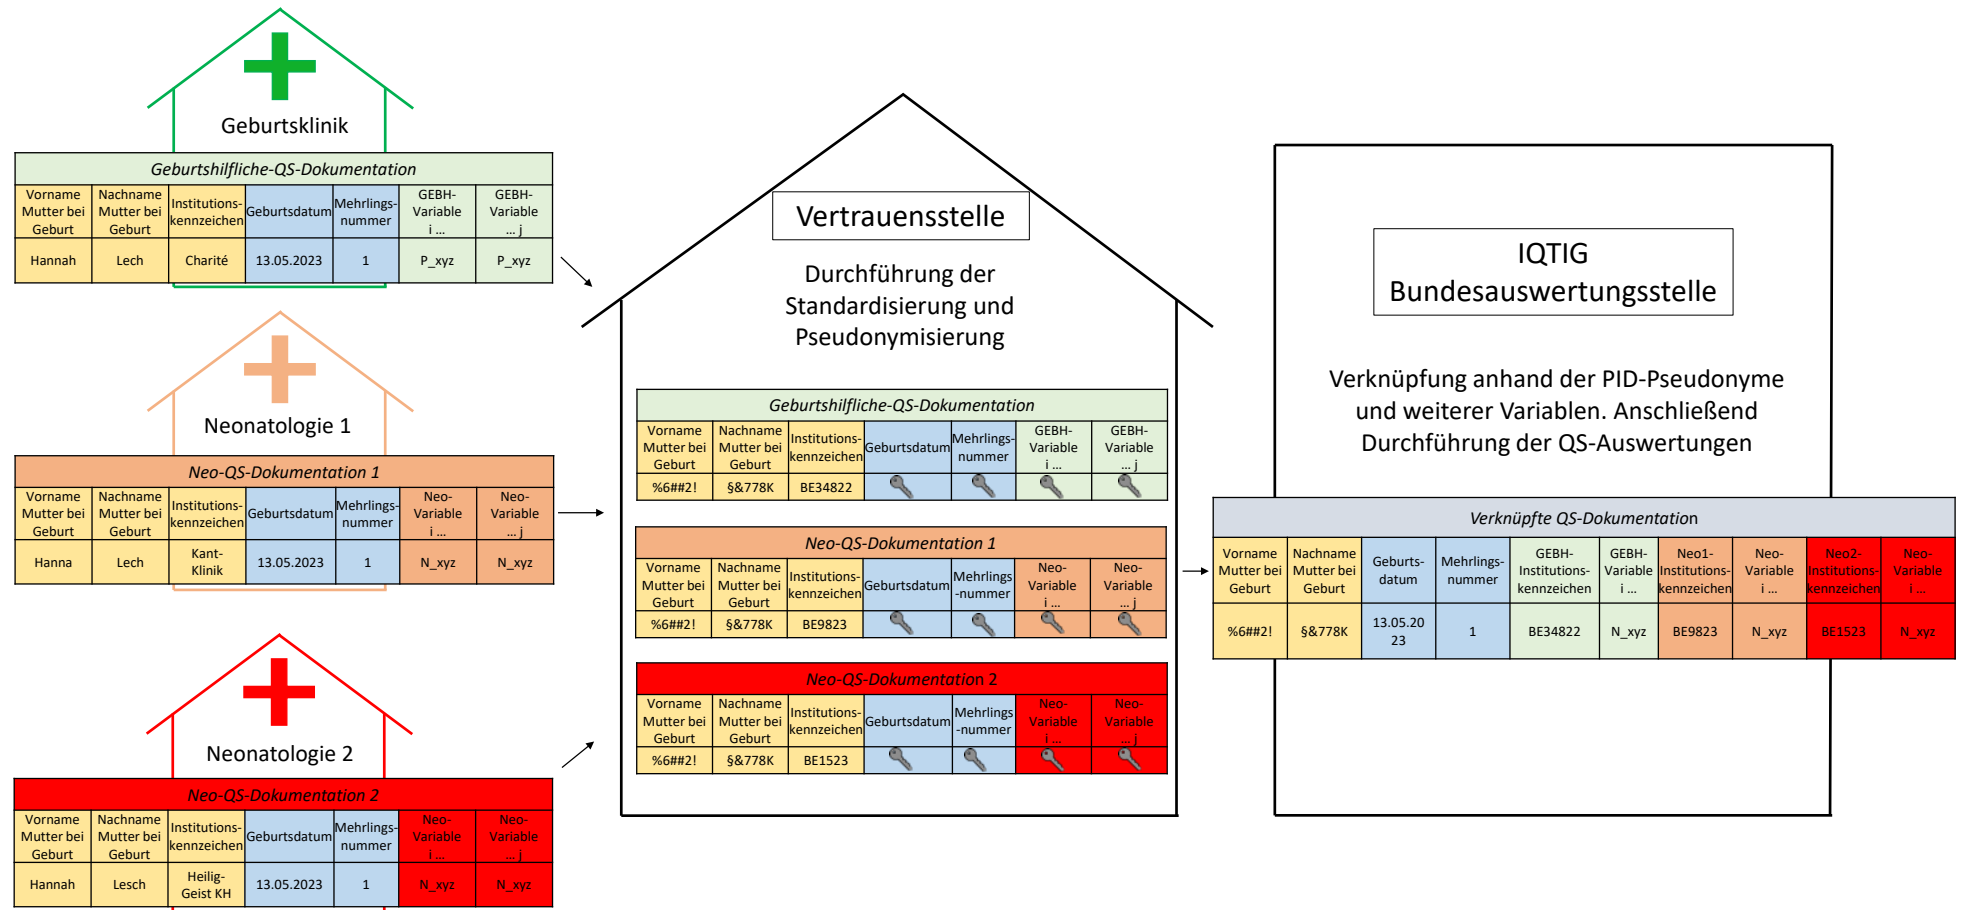 Geburtsklinik
Geburtshilfliche-QS-Dokumentation
Vorname Mutter bei Geburt Nachname Mutter bei Geburt Institutions-kennzeichen Geburtsdatum Mehrlings-nummer GEBH-Variable i ... GEBH-Variable ... j
Hannah Lech Charité 13.05.2023 1 P_xyz P_xyz
Neonatologie 1
Neo-QS-Dokumentation 1
Vorname Mutter bei Geburt Nachname Mutter bei Geburt Institutions-kennzeichen Geburtsdatum Mehrlings-nummer Neo-Variable i ... Neo-Variable ... j
Hanna Lech Kant-Klinik 13.05.2023 1 N_xyz N_xyz
Neonatologie 2
Neo-QS-Dokumentation 2
Vorname Mutter bei Geburt Nachname Mutter bei Geburt Institutions-kennzeichen Geburtsdatum Mehrlings-nummer Neo-Variable i ... Neo-Variable ... j
Hannah Lesch Heilig-Geist KH 13.05.2023 1 N_xyz N_xyz
Vertrauensstelle
Durchführung der
Standardisierung und
Pseudonymisierung
Geburtshilfliche-QS-Dokumentation
Vorname Mutter bei Geburt Nachname Mutter bei Geburt Institutions-kennzeichen Geburtsdatum Mehrlings-nummer GEBH-Variable i ... GEBH-Variable ... j
%6##2! §&778K BE34822
Neo-QS-Dokumentation 1
Vorname Mutter bei Geburt Nachname Mutter bei Geburt Institutions-kennzeichen Geburtsdatum Mehrlings-nummer Neo-Variable i ... Neo-Variable ... j
%6##2! §&778K BE9823
Neo-QS-Dokumentation 2
Vorname Mutter bei Geburt Nachname Mutter bei Geburt Institutions-kennzeichen Geburtsdatum Mehrlings-nummer Neo-Variable i ... Neo-Variable ... j
%6##2! §&778K BE1523
IQTIG
Bundesauswertungsstelle
Verknüpfung anhand der PID-Pseudonyme
und weiterer Variablen. Anschließend
Durchführung der QS-Auswertungen
Verknüpfte QS-Dokumentation
Vorname Mutter bei Geburt Nachname Mutter bei Geburt Geburts-datum Mehrlings-nummer GEBH-Institutions-kennzeichen GEBH-Variable i ... Neo1-Institutions-kennzeichen Neo-Variable i ... Neo2-Institutions-kennzeichen Neo-Variable i ...
%6##2! §&778K 13.05.2023 1 BE34822 N_xyz BE9823 N_xyz BE1523 N_xyz